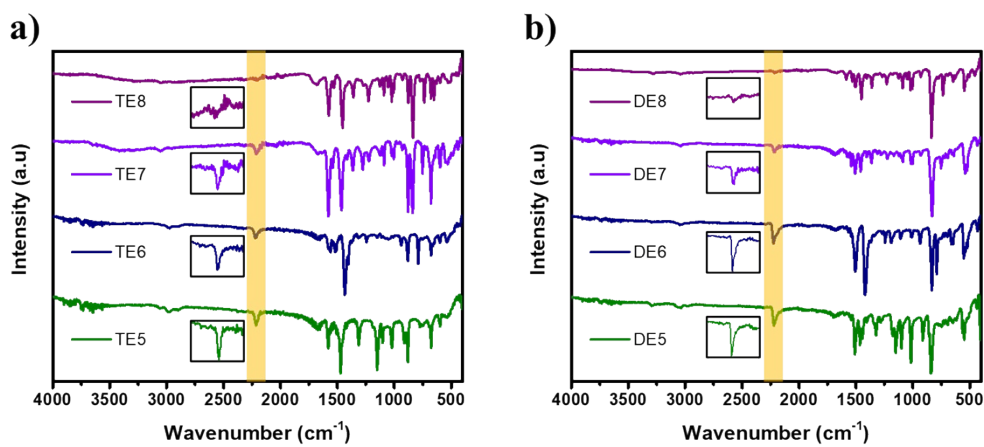 a)
TE8
TE7
TE6
TE5
Intensity (a.u)
4000 3500 3000 2500 2000 1500 1000 500
Wavenumber (cm⁻¹)
b)
DE8
DE7
DE6
DE5
Intensity (a.u)
4000 3500 3000 2500 2000 1500 1000 500
Wavenumber (cm⁻¹)